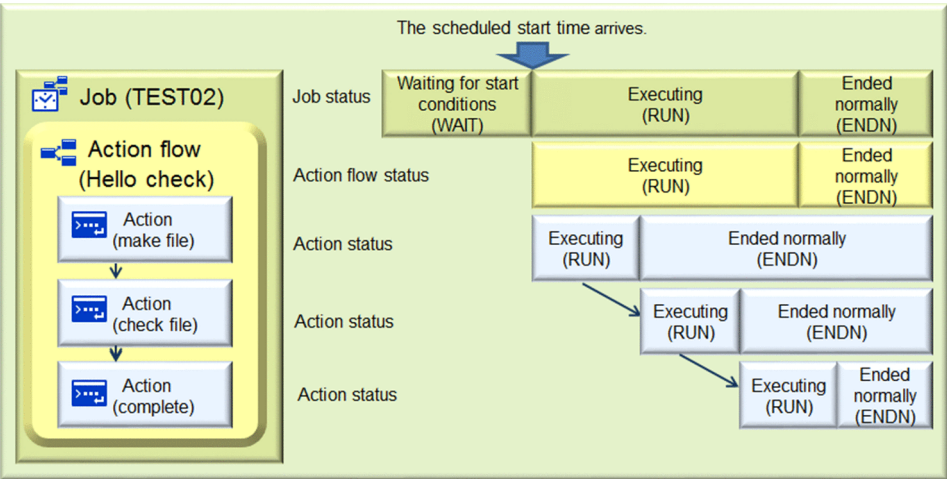 The scheduled start time arrives.
Job (TEST02)
Action flow
(Hello check)
Action
(make file)
Action
(check file)
Action
(complete)
Job status
Waiting for start
conditions
(WAIT)
Executing
(RUN)
Ended
normally
(ENDN)
Action flow status
Executing
(RUN)
Ended
normally
(ENDN)
Action status
Executing
(RUN)
Ended normally
(ENDN)
Action status
Executing
(RUN)
Ended normally
(ENDN)
Action status
Executing
(RUN)
Ended
normally
(ENDN)